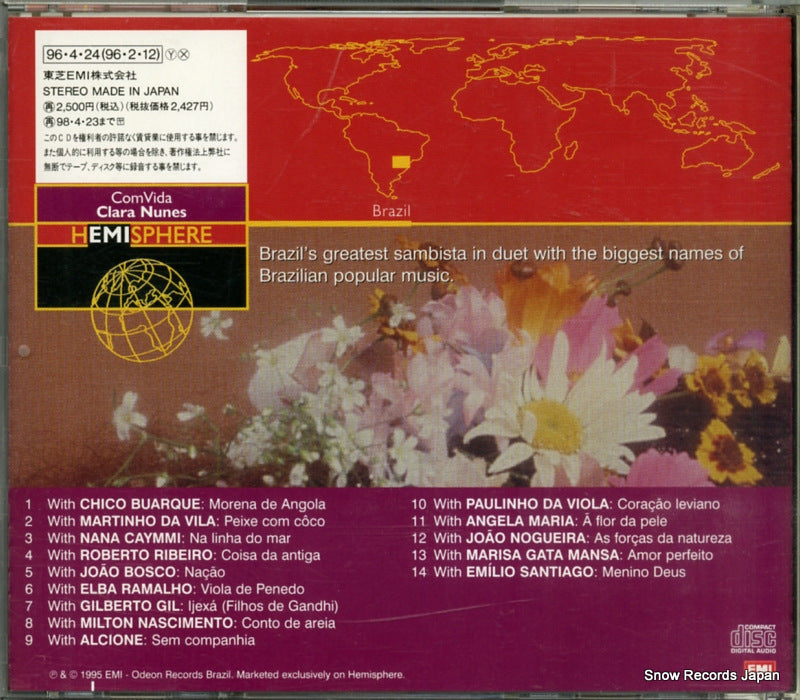 96・4・24(96・2・12) Ⓨ Ⓧ
東芝EMI株式会社
STEREO MADE IN JAPAN
㊢2,500円(税込)(税抜価格2,427円)
98・4・23まで
このCDを権利者の許諾なく賃貸業に使用する事を禁じます。
また個人的に利用する等の場合を除き、著作権法上弊社に
無断でテープ、ディスク等に録音する事を禁じます。
ComVida
Clara Nunes
HEMISPHERE
Brazil
Brazil's greatest sambista in duet with the biggest names of
Brazilian popular music.
1 With CHICO BUARQUE: Morena de Angola
2 With MARTINHO DA VILA: Peixe com côco
3 With NANA CAYMMI: Na linha do mar
4 With ROBERTO RIBEIRO: Coisa da antiga
5 With JOÃO BOSCO: Nação
6 With ELBA RAMALHO: Viola de Penedo
7 With GILBERTO GIL: Ijexá (Filhos de Gandhi)
8 With MILTON NASCIMENTO: Conto de areia
9 With ALCIONE: Sem companhia
10 With PAULINHO DA VIOLA: Coração leviano
11 With ANGELA MARIA: Â flor da pele
12 With JOÃO NOGUEIRA: As forças da natureza
13 With MARISA GATA MANSA: Amor perfeito
14 With EMÍLIO SANTIAGO: Menino Deus
COMPACT
disc
DIGITAL AUDIO
EMI
℗ & © 1995 EMI - Odeon Records Brazil. Marketed exclusively on Hemisphere.
Snow Records Japan